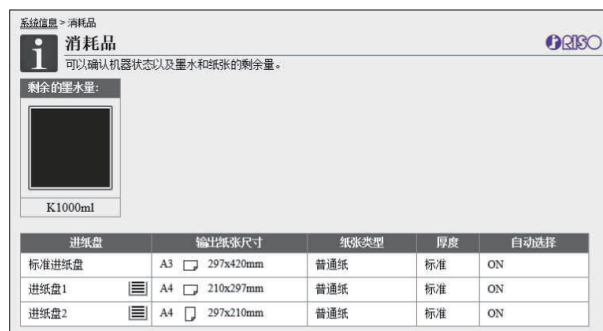 系统信息 > 消耗品
消耗品
RISO
可以确认机器状态以及墨水和纸张的剩余量。
剩余的墨水量:
K1000ml
进纸盘 输出纸张尺寸 纸张类型 厚度 自动选择
标准进纸盘 A3 297x420mm 普通纸 标准 ON
进纸盘1 A4 210x297mm 普通纸 标准 ON
进纸盘2 A4 297x210mm 普通纸 标准 ON